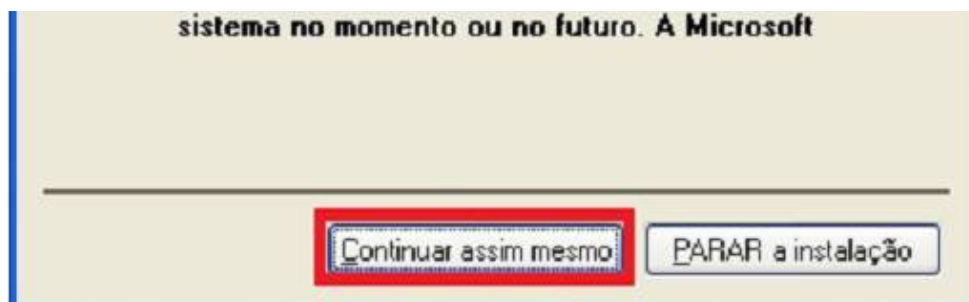 sistema no momento ou no futuro. A Microsoft
Continuar assim mesmo
PARAR a instalação